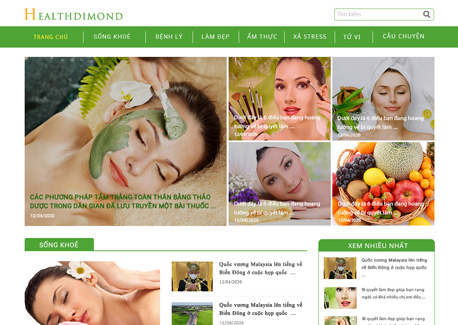 HEALTHDIMOND
Tìm kiếm
TRANG CHỦ
SỐNG KHOẺ
BỆNH LÝ
LÀM ĐẸP
ẨM THỰC
XẢ STRESS
TỬ VI
CÂU CHUYỆN
CÁC PHƯƠNG PHÁP TẮM TRẮNG TOÀN THÂN BẰNG THẢO
DƯỢC TRONG DÂN GIAN ĐÃ LƯU TRUYỀN MỘT BÀI THUỐC ...
12/04/2020
Dưới đây là 6 điều bạn đang hoang
tưởng về bí quyết làm ...
12/04/2020
Dưới đây là 6 điều bạn đang hoang
tưởng về bí quyết làm ...
12/04/2020
Dưới đây là 6 điều bạn đang hoang
tưởng về bí quyết làm ...
12/04/2020
Dưới đây là 6 điều bạn đang hoang
tưởng về bí quyết làm ...
12/04/2020
SỐNG KHOẺ
Quốc vương Malaysia lên tiếng về
Biển Đông ở cuộc họp quốc ...
12/04/2020
Quốc vương Malaysia lên tiếng về
Biển Đông ở cuộc họp quốc ...
12/04/2020
XEM NHIỀU NHẤT
Quốc vương Malaysia lên tiếng
về Biển Đông ở cuộc họp quốc
...
Bí quyết làm đẹp giúp bạn rạng
ngời, có khá nhiều chị em điều ...
Bí quyết làm đẹp giúp bạn rạng